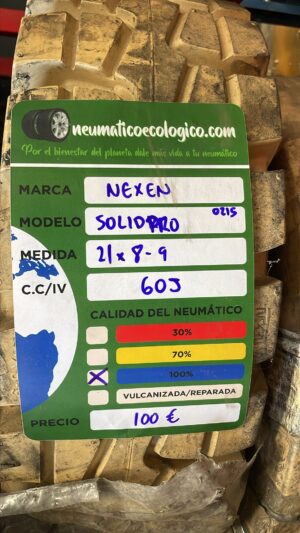 neumaticoecologico.com
Por el bienestar del planeta dale más vida a tu neumático
MARCA NEXEN
MODELO SOLIDPRO 0215
MEDIDA 21x8-9
C.C/IV 60J
CALIDAD DEL NEUMÁTICO
30%
70%
X 100%
VULCANIZADA/REPARADA
PRECIO 100 €